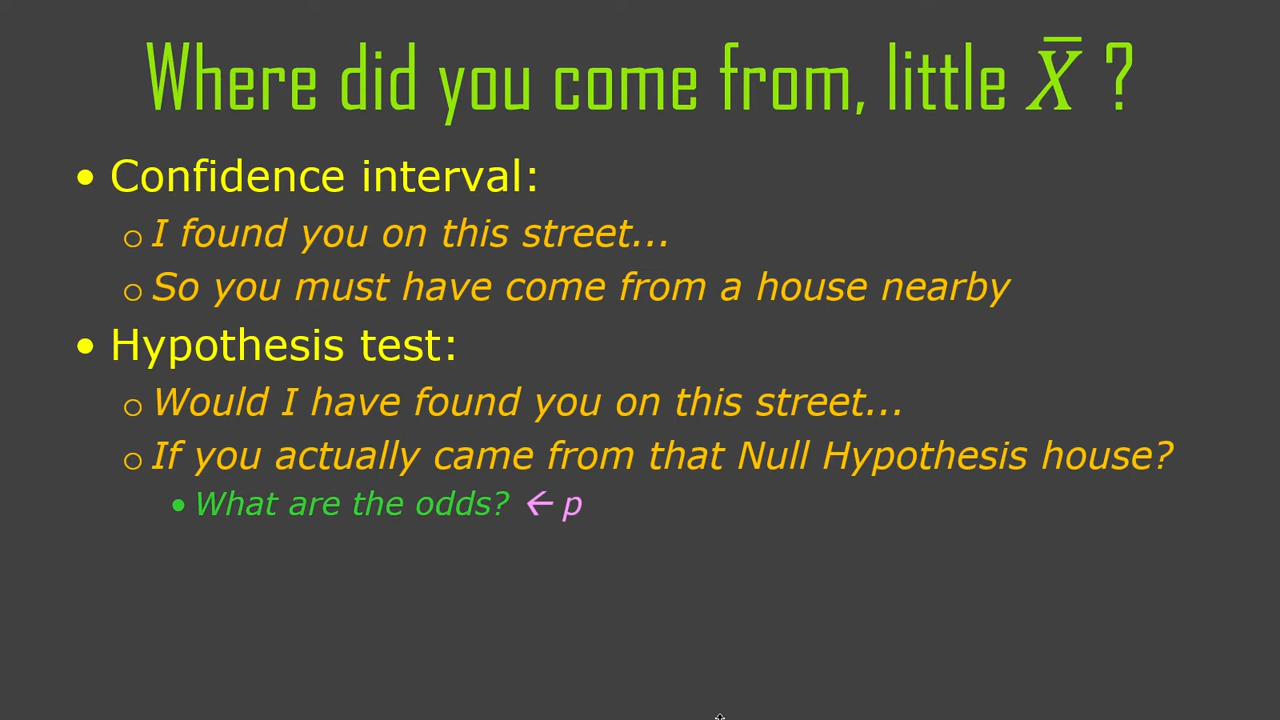 Where did you come from, little X̄ ?
• Confidence interval:
o I found you on this street...
o So you must have come from a house nearby
• Hypothesis test:
o Would I have found you on this street...
o If you actually came from that Null Hypothesis house?
• What are the odds? ← p